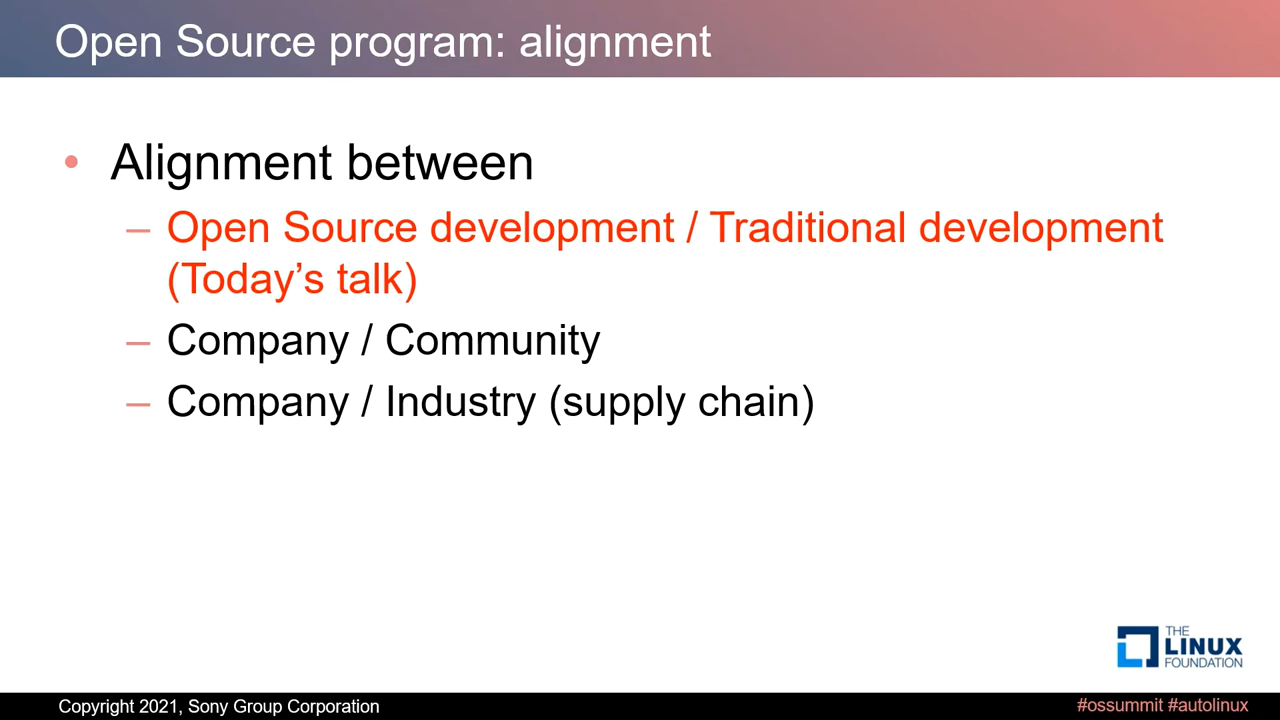 Open Source program: alignment
• Alignment between
– Open Source development / Traditional development
(Today’s talk)
– Company / Community
– Company / Industry (supply chain)
THE
LINUX
FOUNDATION
Copyright 2021, Sony Group Corporation
#ossummit #autolinux